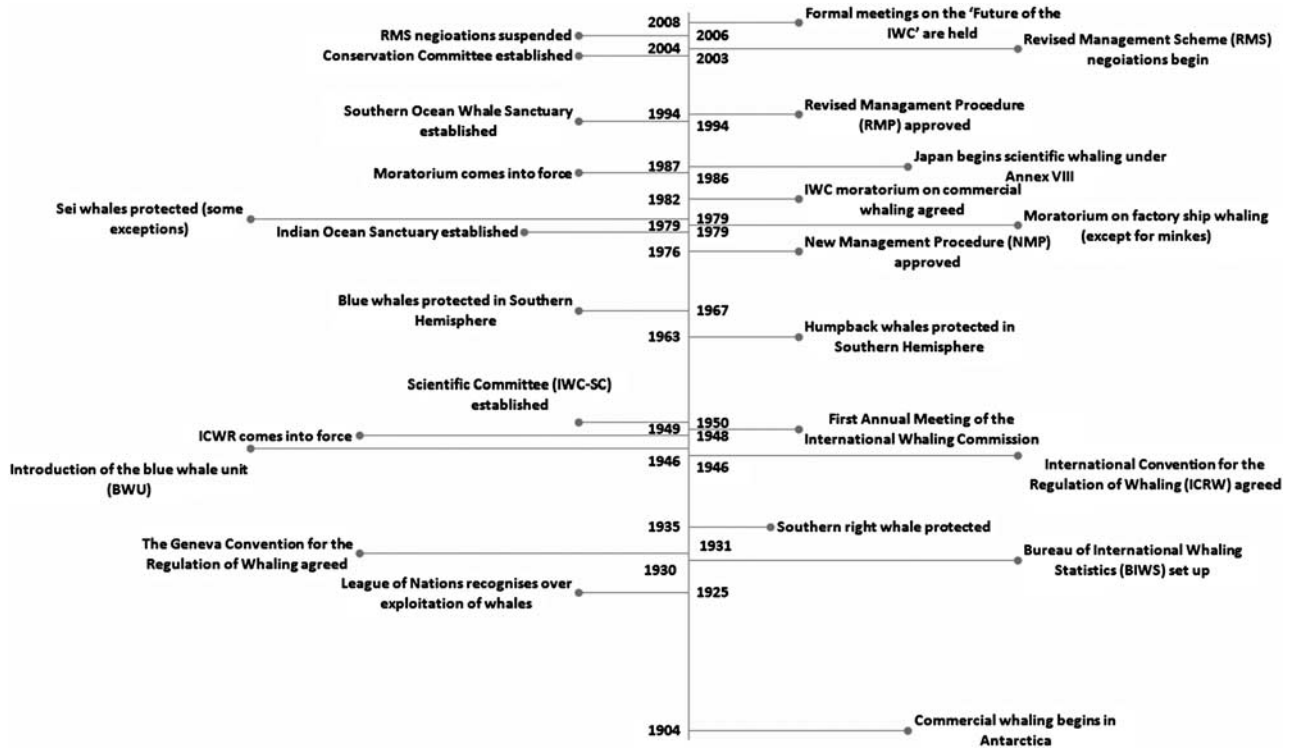 Formal meetings on the ‘Future of the
IWC’ are held
2008
RMS negioations suspended
2006
2004
Revised Management Scheme (RMS)
negoiations begin
Conservation Committee established
2003
Southern Ocean Whale Sanctuary
established
1994
Revised Managament Procedure
(RMP) approved
1994
1987
Japan begins scientific whaling under
Annex VIII
Moratorium comes into force
1986
1982
IWC moratorium on commercial
whaling agreed
Sei whales protected (some
exceptions)
1979
1979
Moratorium on factory ship whaling
(except for minkes)
Indian Ocean Sanctuary established
1979
1976
New Management Procedure (NMP)
approved
Blue whales protected in Southern
Hemisphere
1967
1963
Humpback whales protected in
Southern Hemisphere
Scientific Committee (IWC-SC)
established
1950
1949
First Annual Meeting of the
International Whaling Commission
ICWR comes into force
1948
Introduction of the blue whale unit
(BWU)
1946
1946
International Convention for the
Regulation of Whaling (ICRW) agreed
1935
Southern right whale protected
The Geneva Convention for the
Regulation of Whaling agreed
1931
1930
Bureau of International Whaling
Statistics (BIWS) set up
League of Nations recognises over
exploitation of whales
1925
1904
Commercial whaling begins in
Antarctica